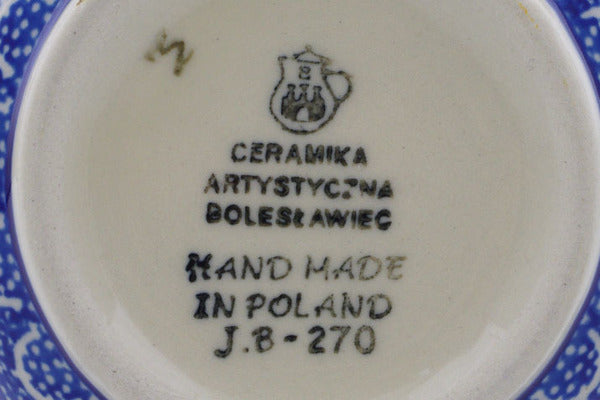 CERAMIKA
ARTYSTYCZNA
BOLESŁAWIEC
HAND MADE
IN POLAND
J.B-270